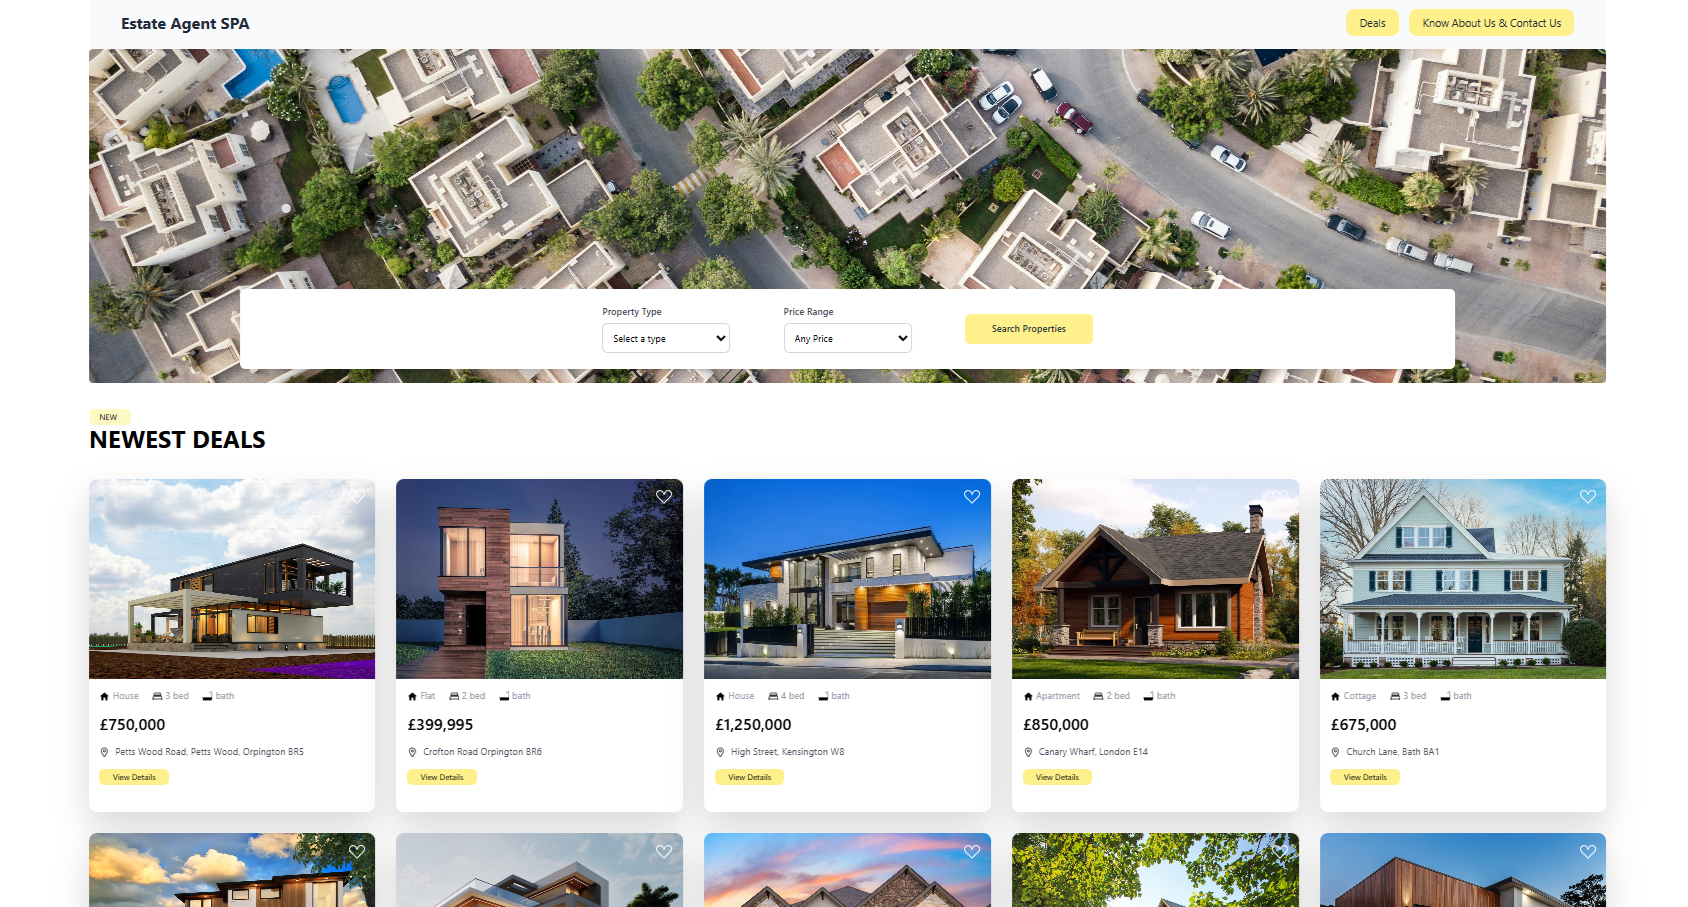 Estate Agent SPA
Deals
Know About Us & Contact Us
Property Type
Price Range
Select a type
Any Price
Search Properties
NEW
NEWEST DEALS
House 3 bed bath
£750,000
Petts Wood Road, Petts Wood, Orpington BR5
View Details
Flat 2 bed bath
£399,995
Crofton Road Orpington BR6
View Details
House 4 bed bath
£1,250,000
High Street, Kensington W8
View Details
Apartment 2 bed bath
£850,000
Canary Wharf, London E14
View Details
Cottage 3 bed bath
£675,000
Church Lane, Bath BA1
View Details